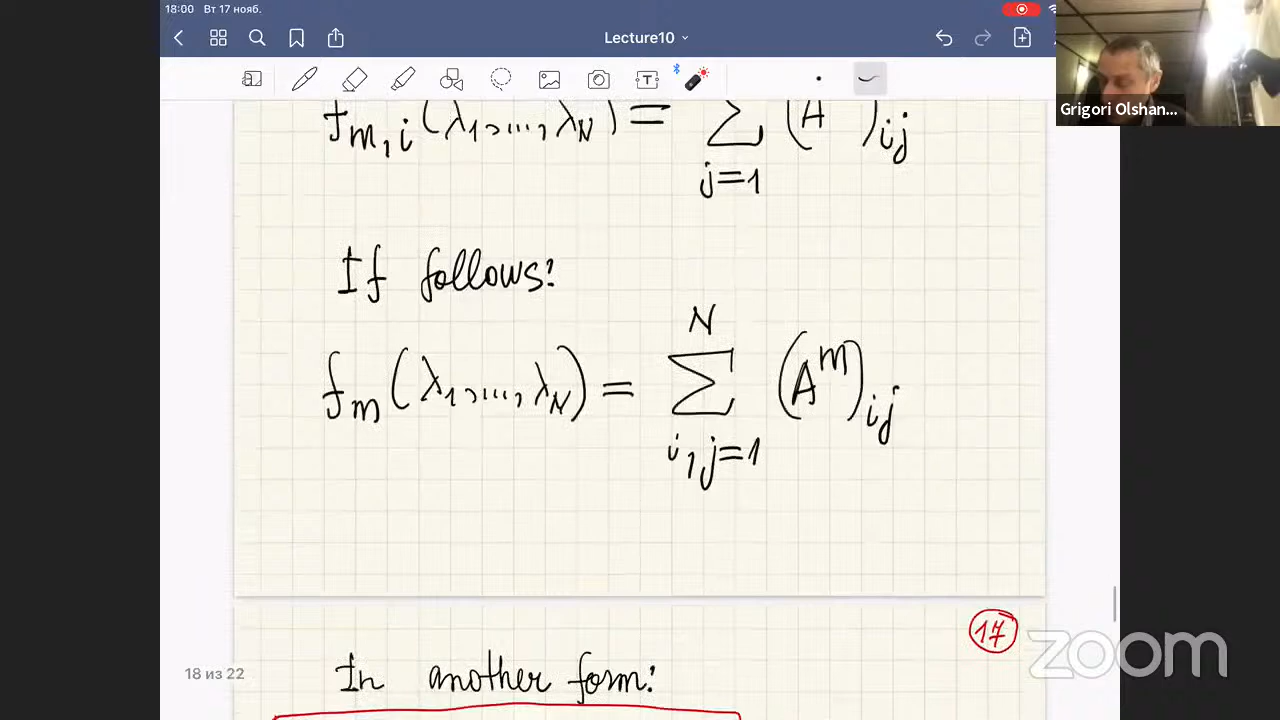 18:00 Вт 17 нояб.
Lecture10
Grigori Olshan...
f_{m,i}(λ_1,...,λ_N) = Σ_{j=1} (A )_{ij}
If follows:
f_m(λ_1,...,λ_N) = Σ_{i,j=1}^{N} (A^m)_{ij}
17
18 из 22
In another form:
zoom